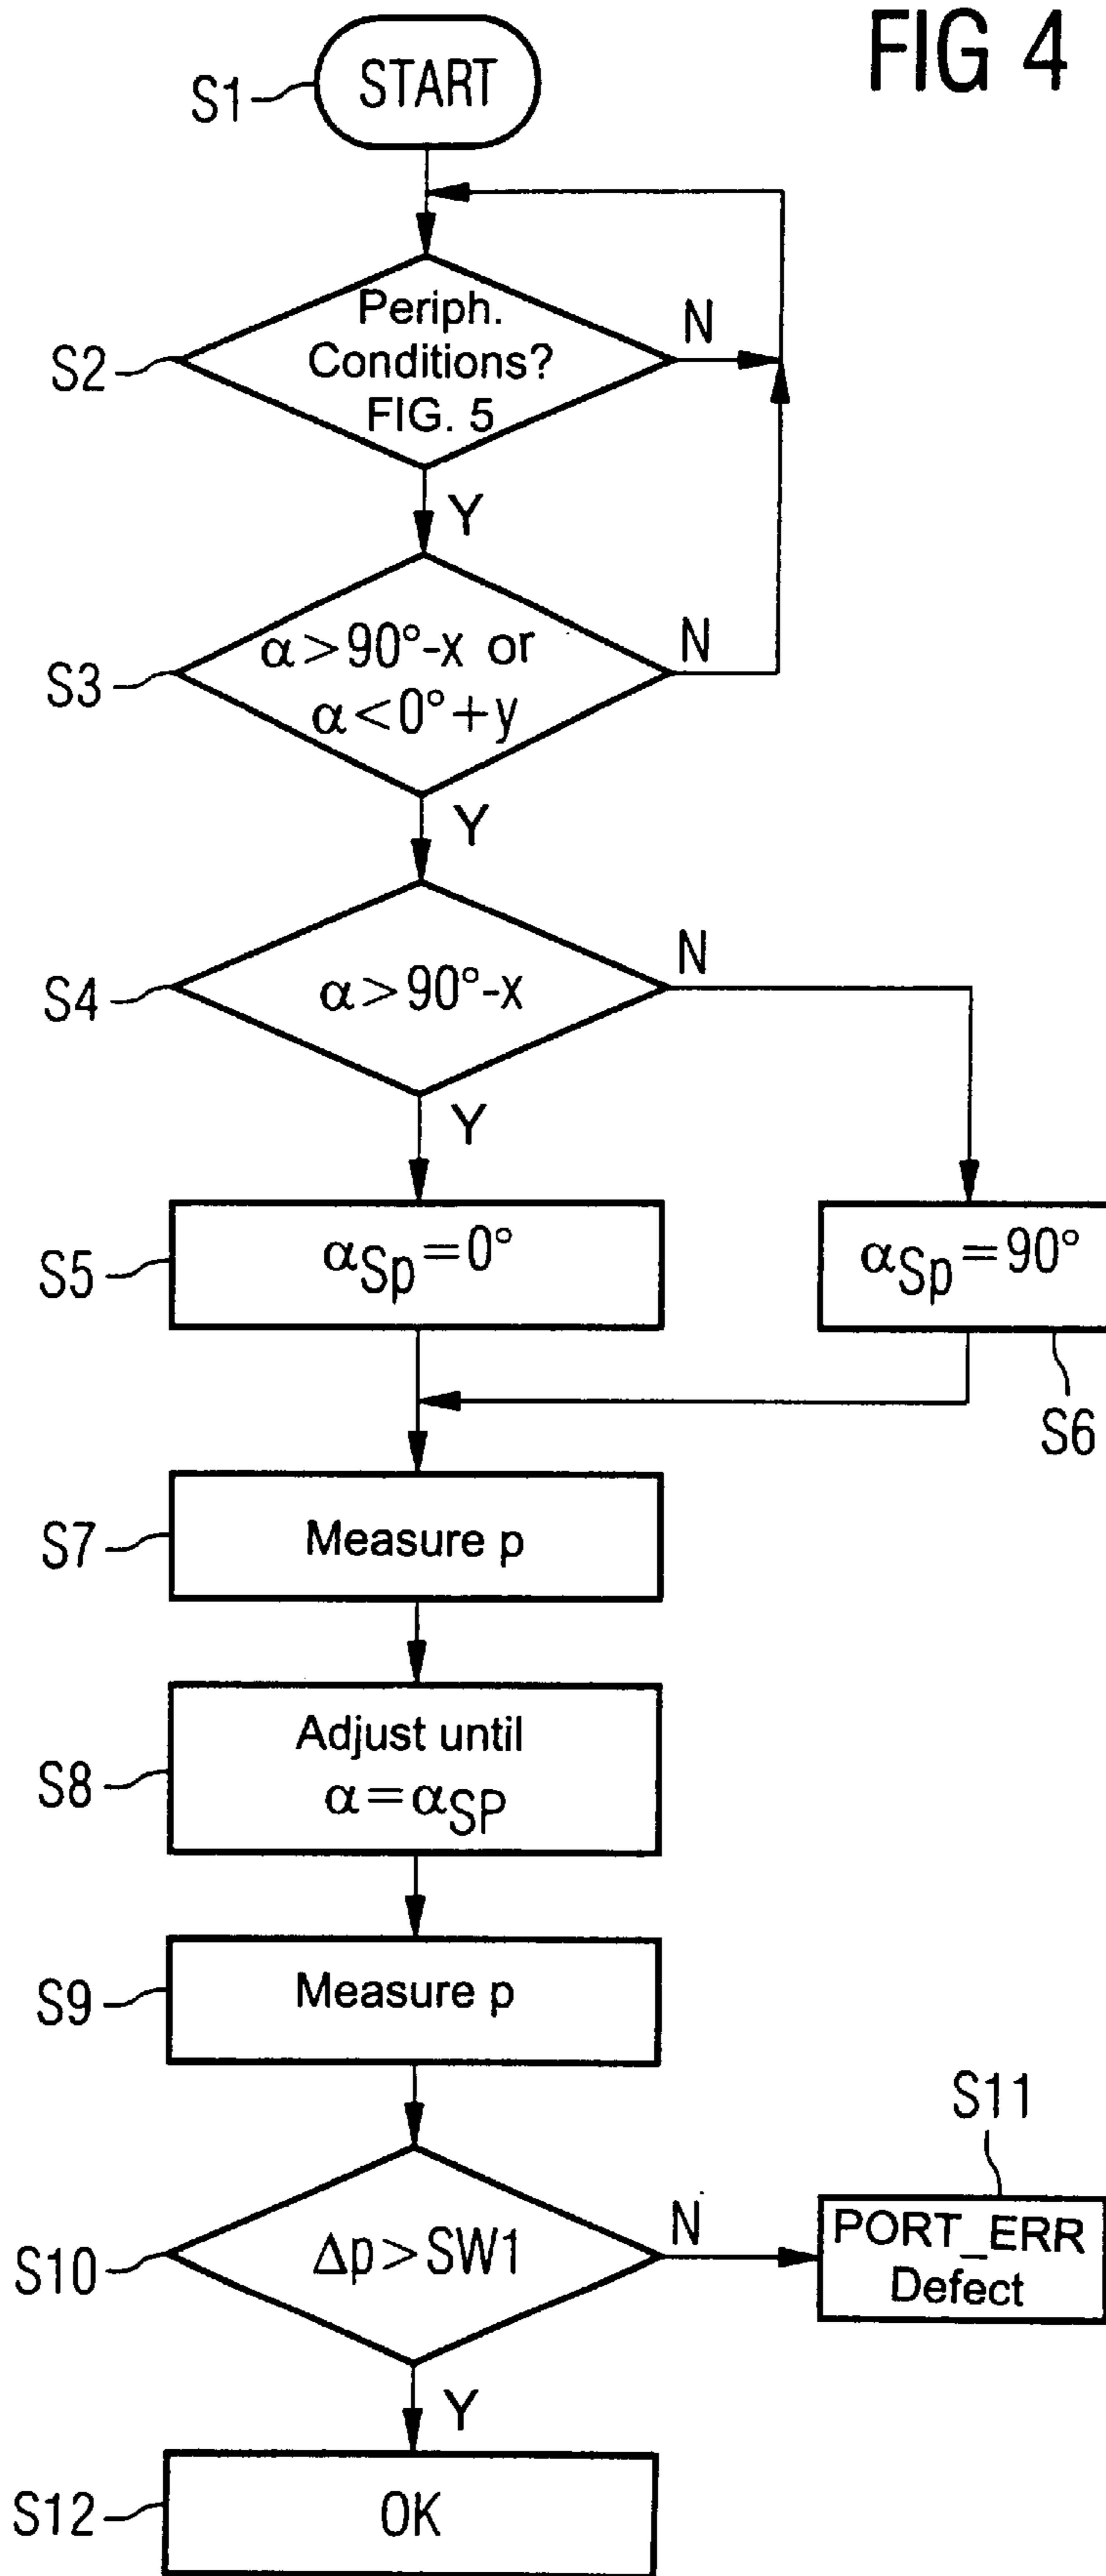 FIG 4
S1
START
S2
Periph.
Conditions?
FIG. 5
N
Y
S3
α>90°-x or
α<0°+y
N
Y
S4
α>90°-x
N
Y
S5
αSp=0°
αSp=90°
S6
S7
Measure p
S8
Adjust until
α=αSP
S9
Measure p
S10
Δp>SW1
N
S11
PORT_ERR
Defect
Y
S12
OK